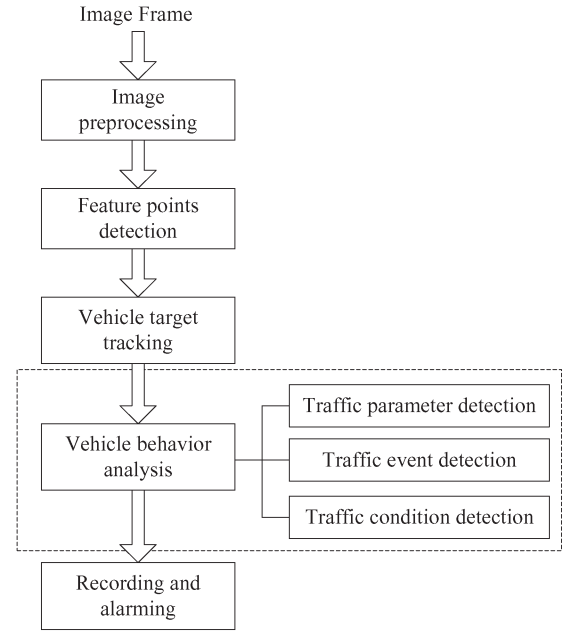 Image Frame
Image
preprocessing
Feature points
detection
Vehicle target
tracking
Vehicle behavior
analysis
Traffic parameter detection
Traffic event detection
Traffic condition detection
Recording and
alarming